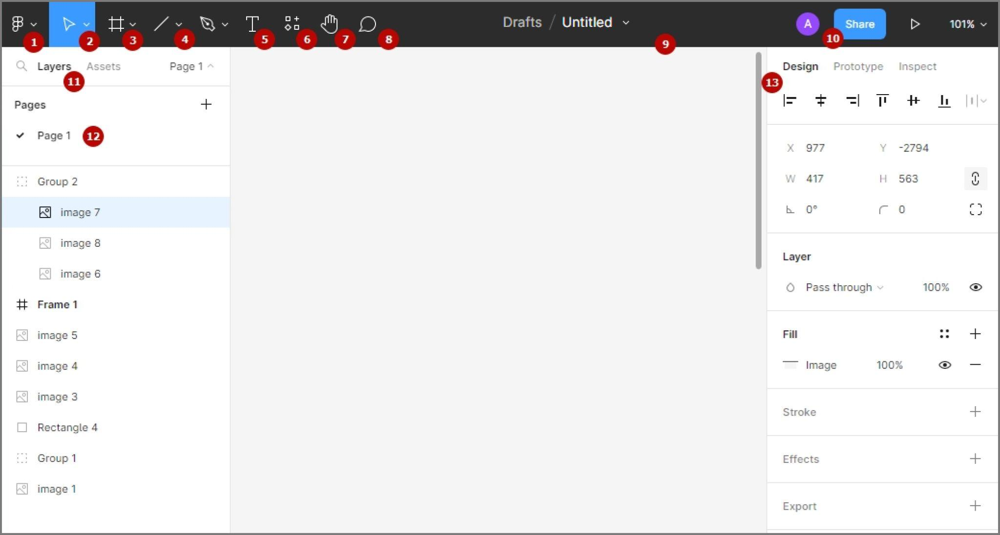 Drafts / Untitled
A
Share
101%
1
2
3
4
5
6
7
8
9
10
Layers
Assets
Page 1
11
Pages
Page 1
12
Group 2
image 7
image 8
image 6
Frame 1
image 5
image 4
image 3
Rectangle 4
Group 1
image 1
Design
Prototype
Inspect
13
X 977
Y -2794
W 417
H 563
0°
0
Layer
Pass through
100%
Fill
Image
100%
Stroke
Effects
Export